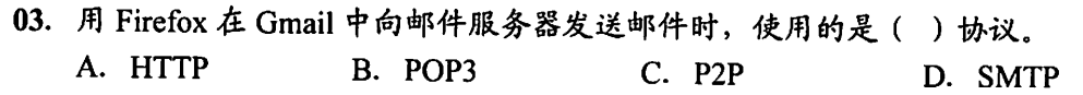 03. 用 Firefox 在 Gmail 中向邮件服务器发送邮件时，使用的是（ ）协议。
A. HTTP B. POP3 C. P2P D. SMTP